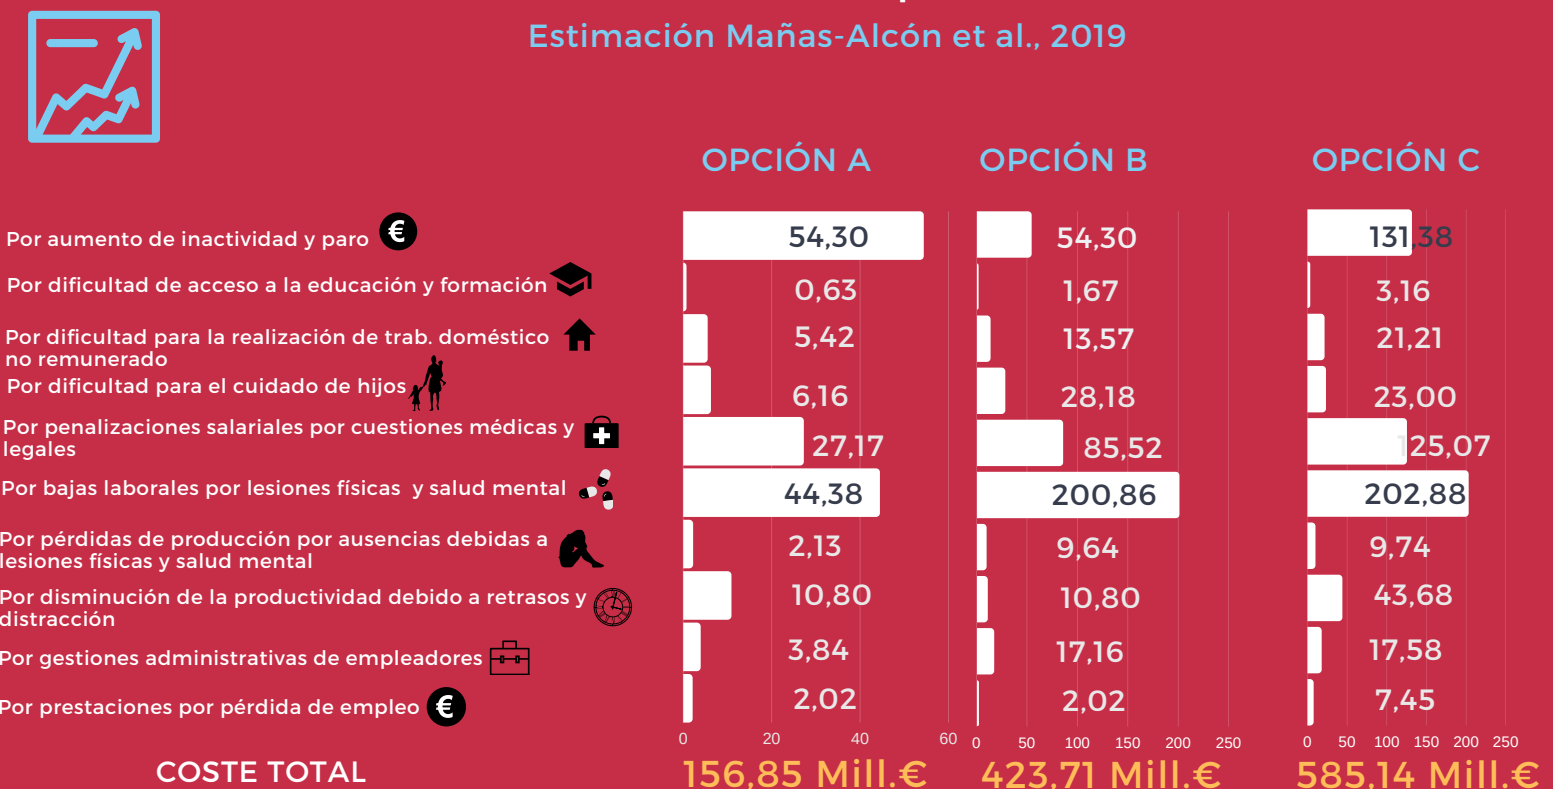 Estimación Mañas-Alcón et al., 2019
OPCIÓN A OPCIÓN B OPCIÓN C
Por aumento de inactividad y paro € 54,30 54,30 131,38
Por dificultad de acceso a la educación y formación 0,63 1,67 3,16
Por dificultad para la realización de trab. doméstico
no remunerado 5,42 13,57 21,21
Por dificultad para el cuidado de hijos 6,16 28,18 23,00
Por penalizaciones salariales por cuestiones médicas y
legales 27,17 85,52 125,07
Por bajas laborales por lesiones físicas y salud mental 44,38 200,86 202,88
Por pérdidas de producción por ausencias debidas a
lesiones físicas y salud mental 2,13 9,64 9,74
Por disminución de la productividad debido a retrasos y
distracción 10,80 10,80 43,68
Por gestiones administrativas de empleadores 3,84 17,16 17,58
Por prestaciones por pérdida de empleo € 2,02 2,02 7,45
0 20 40 60 0 50 100 150 200 250 0 50 100 150 200 250
COSTE TOTAL 156,85 Mill.€ 423,71 Mill.€ 585,14 Mill.€